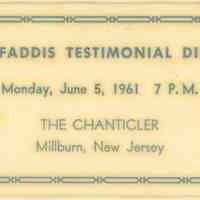 FADDIS TESTIMONIAL DI
Monday, June 5, 1961 7 P.M.
THE CHANTICLER
Millburn, New Jersey